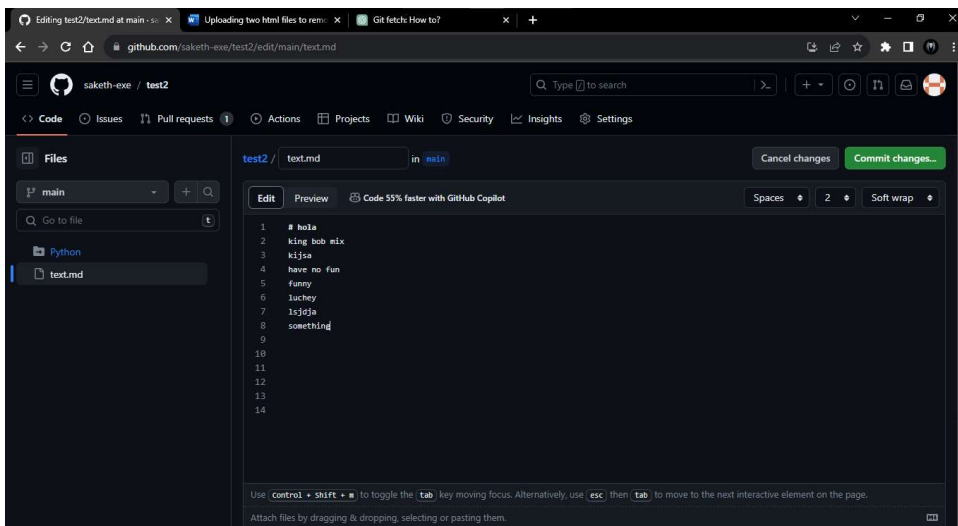 Editing test2/text.md at main · sa
Uploading two html files to remo
Git fetch: How to?
github.com/saketh-exe/test2/edit/main/text.md
saketh-exe / test2
Type / to search
Code Issues Pull requests 1 Actions Projects Wiki Security Insights Settings
Files
test2 / text.md in main
Cancel changes Commit changes...
main
Edit Preview Code 55% faster with GitHub Copilot
Spaces 2 Soft wrap
Go to file t
Python
text.md
1 # hola
2 king bob mix
3 kijsa
4 have no fun
5 funny
6 luchey
7 lsjdja
8 something
9
10
11
12
13
14
Use Control + Shift + m to toggle the tab key moving focus. Alternatively, use esc then tab to move to the next interactive element on the page.
Attach files by dragging & dropping, selecting or pasting them.